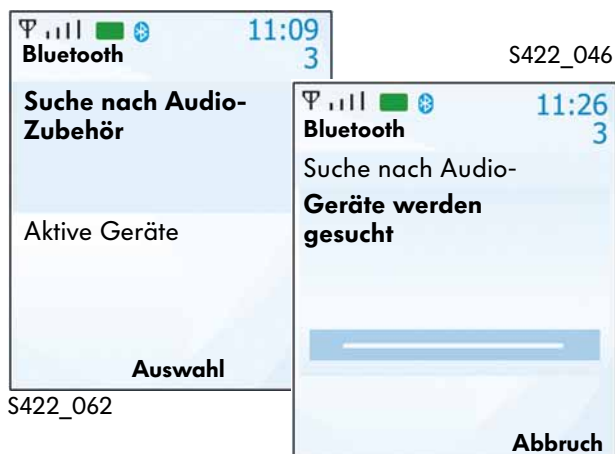 11:09
Bluetooth
3
Suche nach Audio-
Zubehör
Aktive Geräte
Auswahl
S422_062
S422_046
11:26
Bluetooth
3
Suche nach Audio-
Geräte werden
gesucht
Abbruch